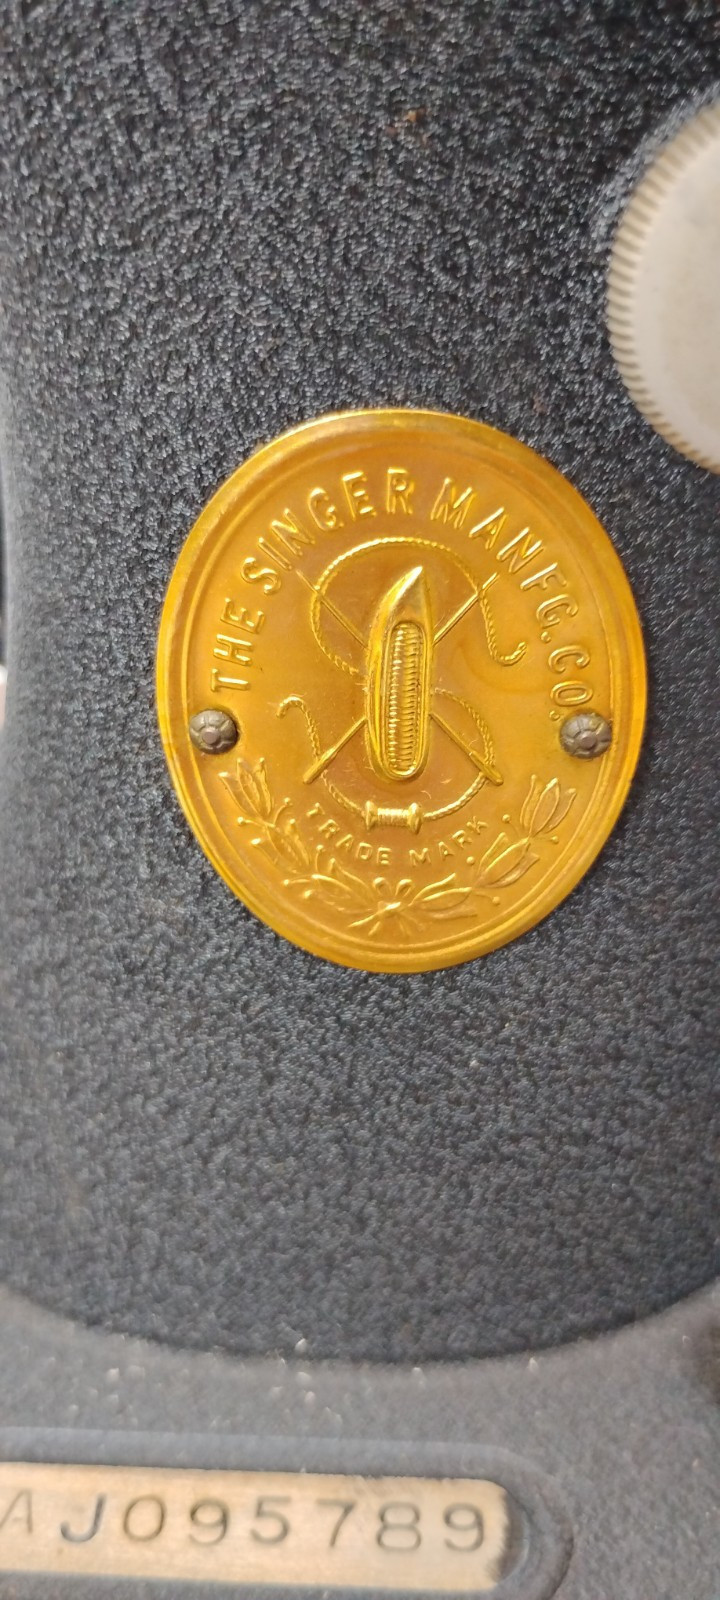 THE SINGER MANFG. CO.
TRADE MARK
AJ095789